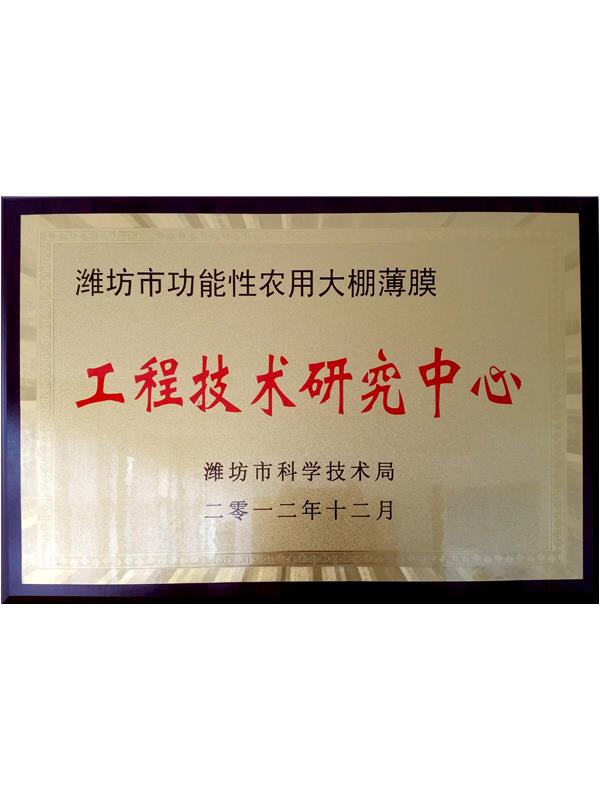 潍坊市功能性农用大棚薄膜
工程技术研究中心
潍坊市科学技术局
二零一二年十二月